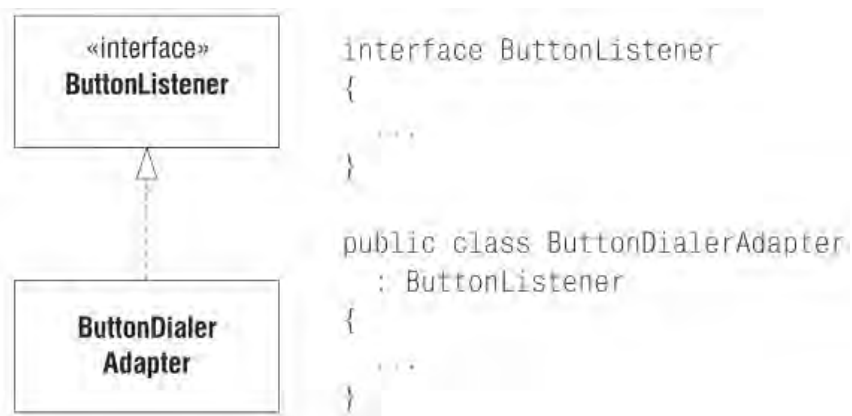 «interface»
ButtonListener
interface ButtonListener
{
...
}
ButtonDialer
Adapter
public class ButtonDialerAdapter
: ButtonListener
{
...
}